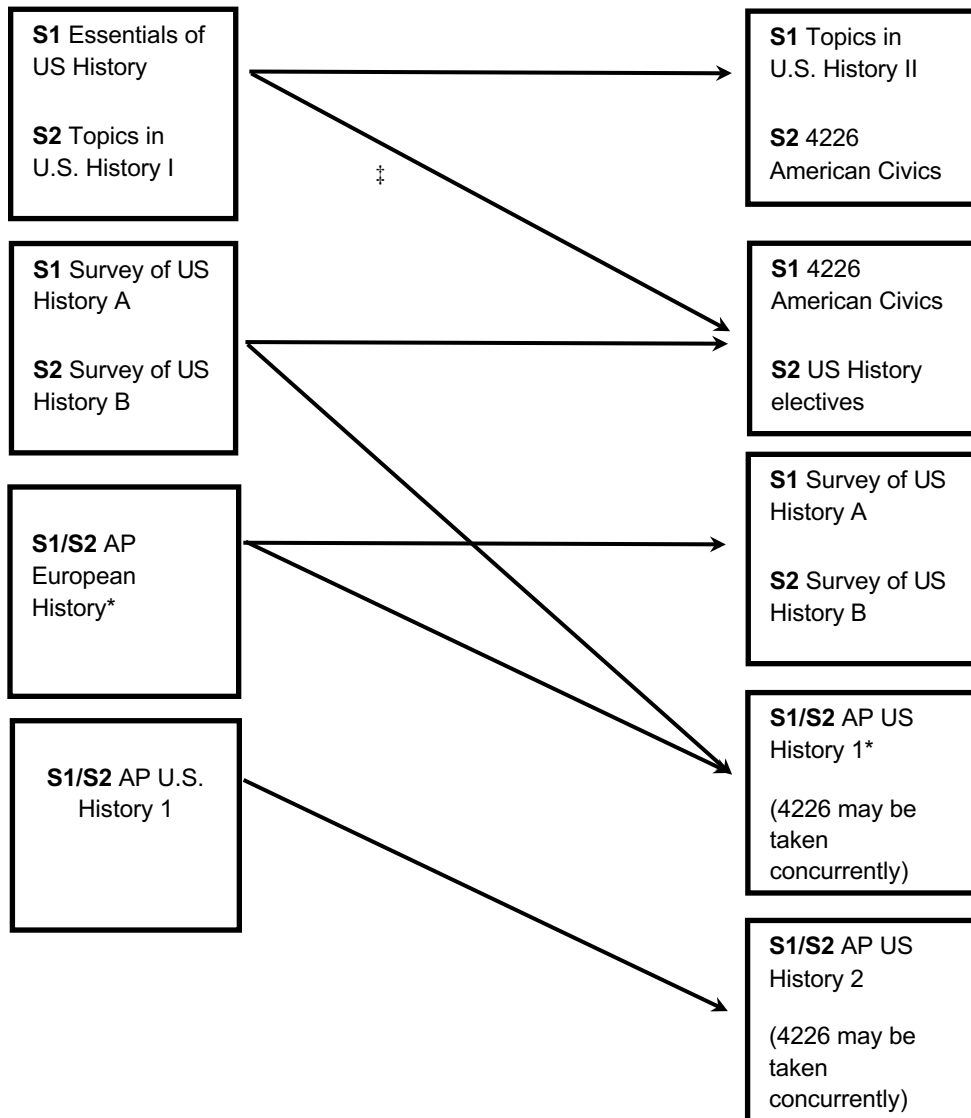 S1 Essentials of
US History
S2 Topics in
U.S. History I
‡
S1 Survey of US
History A
S2 Survey of US
History B
S1/S2 AP
European
History*
S1/S2 AP U.S.
History 1
S1 Topics in
U.S. History II
S2 4226
American Civics
S1 4226
American Civics
S2 US History
electives
S1 Survey of US
History A
S2 Survey of US
History B
S1/S2 AP US
History 1*
(4226 may be
taken
concurrently)
S1/S2 AP US
History 2
(4226 may be
taken
concurrently)